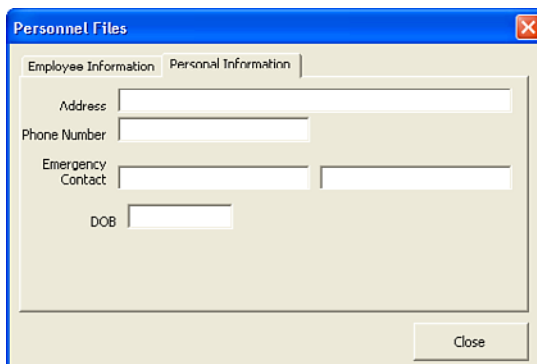 Personnel Files
Employee Information Personal Information
Address
Phone Number
Emergency
Contact
DOB
Close